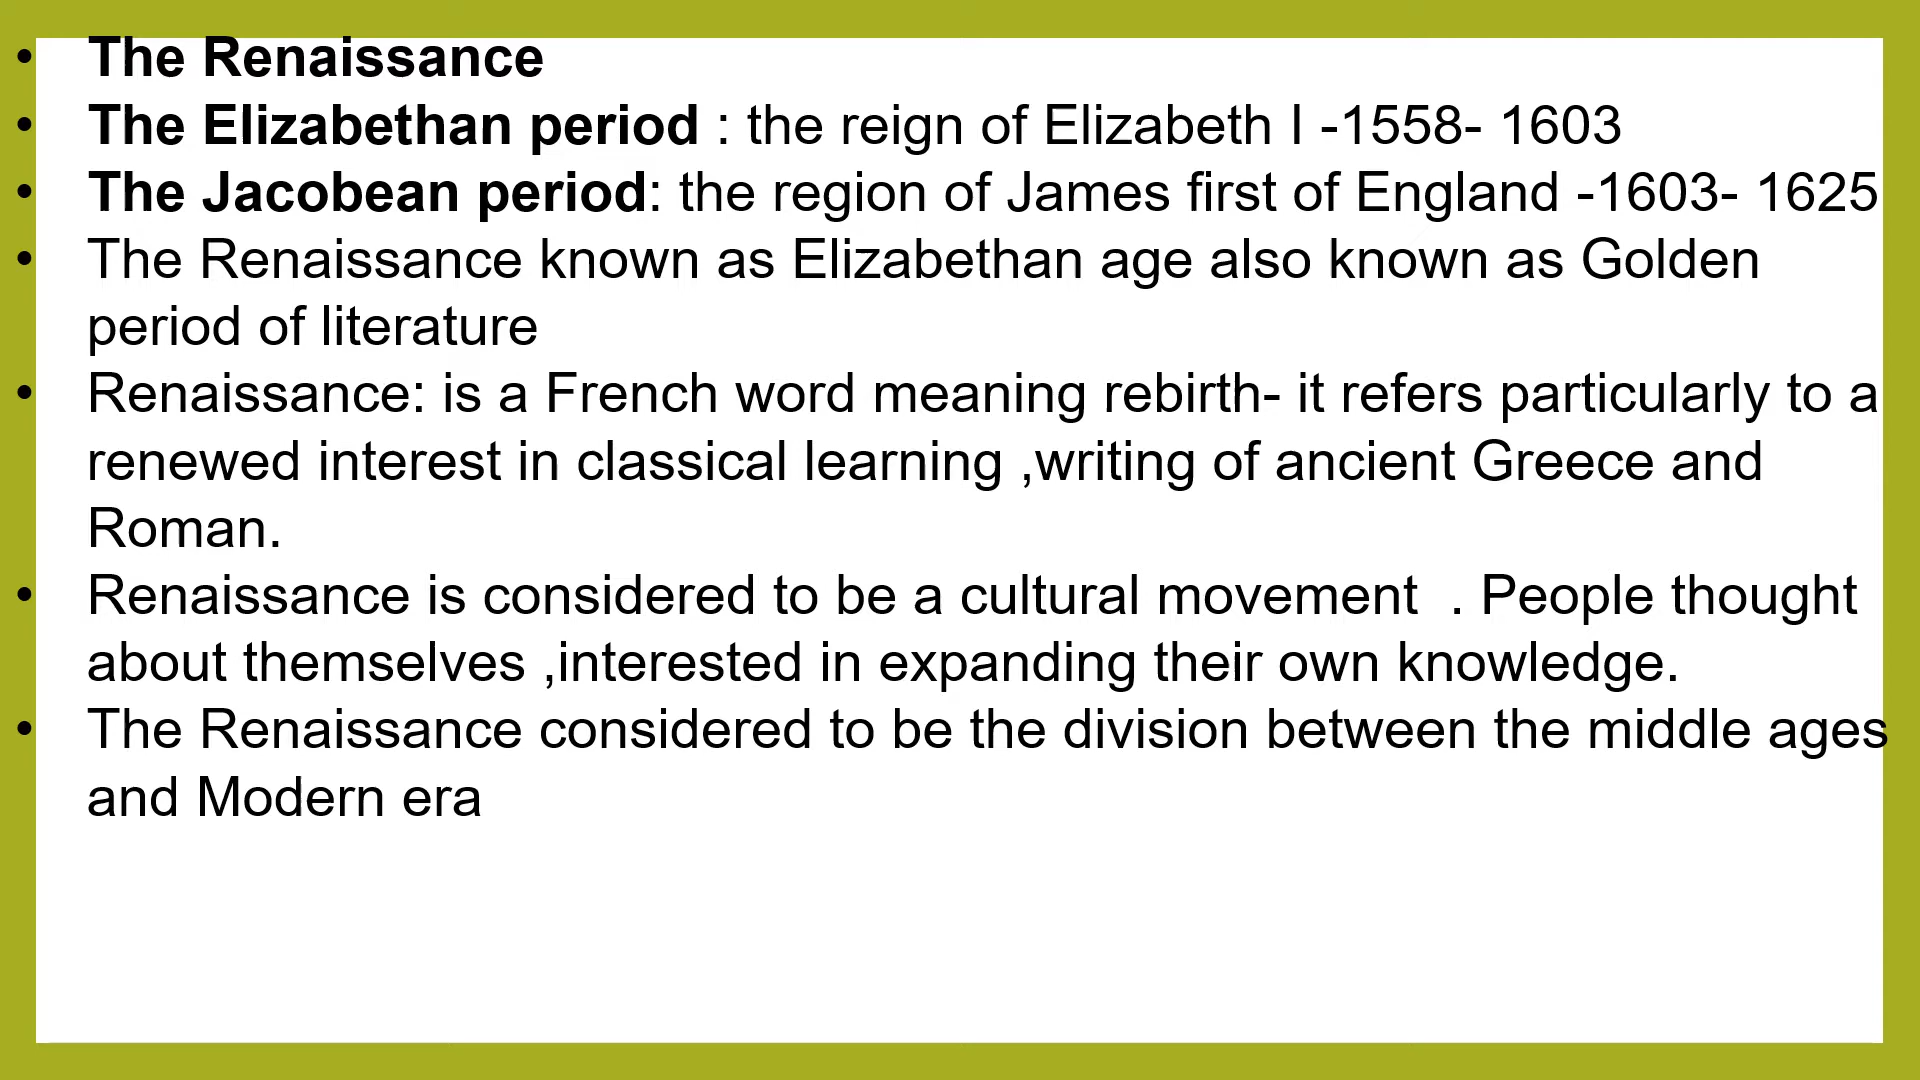 • The Renaissance
• The Elizabethan period : the reign of Elizabeth I -1558- 1603
• The Jacobean period: the region of James first of England -1603- 1625
• The Renaissance known as Elizabethan age also known as Golden
period of literature
• Renaissance: is a French word meaning rebirth- it refers particularly to a
renewed interest in classical learning ,writing of ancient Greece and
Roman.
• Renaissance is considered to be a cultural movement  . People thought
about themselves ,interested in expanding their own knowledge.
• The Renaissance considered to be the division between the middle ages
and Modern era